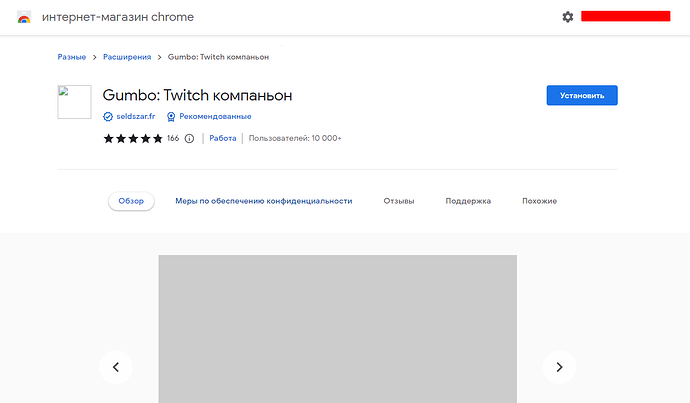 интернет-магазин chrome
Разные > Расширения > Gumbo: Twitch компаньон
Gumbo: Twitch компаньон
Установить
seldszar.fr Рекомендованные
166 Работа Пользователей: 10 000+
Обзор Меры по обеспечению конфиденциальности Отзывы Поддержка Похожие